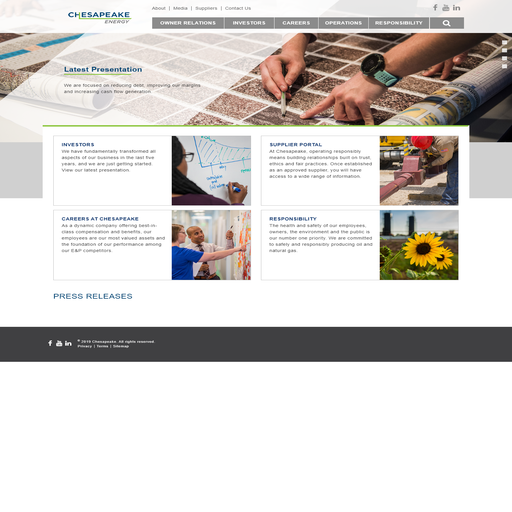 CHESAPEAKE
ENERGY
About | Media | Suppliers | Contact Us
OWNER RELATIONS INVESTORS CAREERS OPERATIONS RESPONSIBILITY
Latest Presentation
We are focused on reducing debt, improving our margins
and increasing cash flow generation.
INVESTORS
We have fundamentally transformed all
aspects of our business in the last five
years, and we are just getting started.
View our latest presentation.
SUPPLIER PORTAL
At Chesapeake, operating responsibly
means building relationships built on trust,
ethics and fair practices. Once established
as an approved supplier, you will have
access to a wide range of information.
CAREERS AT CHESAPEAKE
As a dynamic company offering best-in-
class compensation and benefits, our
employees are our most valued assets and
the foundation of our performance among
our E&P competitors.
RESPONSIBILITY
The health and safety of our employees,
owners, the environment and the public is
our number one priority. We are committed
to safely and responsibly producing oil and
natural gas.
PRESS RELEASES
© 2019 Chesapeake. All rights reserved.
Privacy | Terms | Sitemap